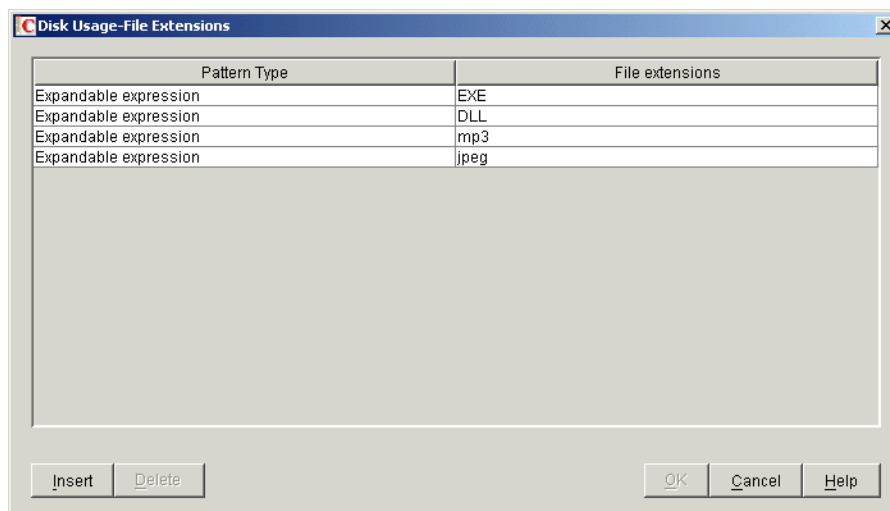 Disk Usage-File Extensions
Pattern Type File extensions
Expandable expression EXE
Expandable expression DLL
Expandable expression mp3
Expandable expression jpeg
Insert Delete OK Cancel Help